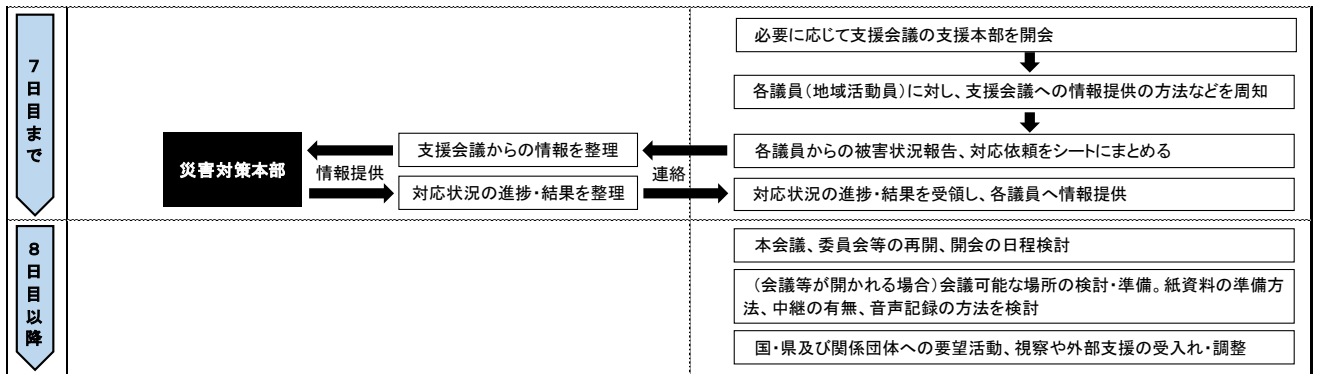 7日目まで
必要に応じて支援会議の支援本部を開会
各議員(地域活動員)に対し、支援会議への情報提供の方法などを周知
災害対策本部
情報提供
支援会議からの情報を整理
連絡
各議員からの被害状況報告、対応依頼をシートにまとめる
対応状況の進捗・結果を整理
対応状況の進捗・結果を受領し、各議員へ情報提供
8日目以降
本会議、委員会等の再開、開会の日程検討
(会議等が開かれる場合)会議可能な場所の検討・準備。紙資料の準備方
法、中継の有無、音声記録の方法を検討
国・県及び関係団体への要望活動、視察や外部支援の受入れ・調整